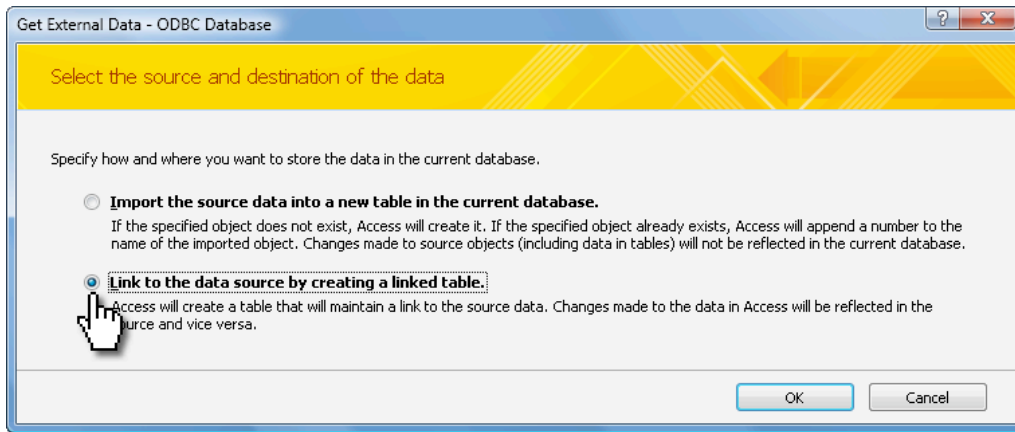 Get External Data - ODBC Database
Select the source and destination of the data
Specify how and where you want to store the data in the current database.
Import the source data into a new table in the current database.
If the specified object does not exist, Access will create it. If the specified object already exists, Access will append a number to the
name of the imported object. Changes made to source objects (including data in tables) will not be reflected in the current database.
Link to the data source by creating a linked table.
Access will create a table that will maintain a link to the source data. Changes made to the data in Access will be reflected in the
source and vice versa.
OK Cancel